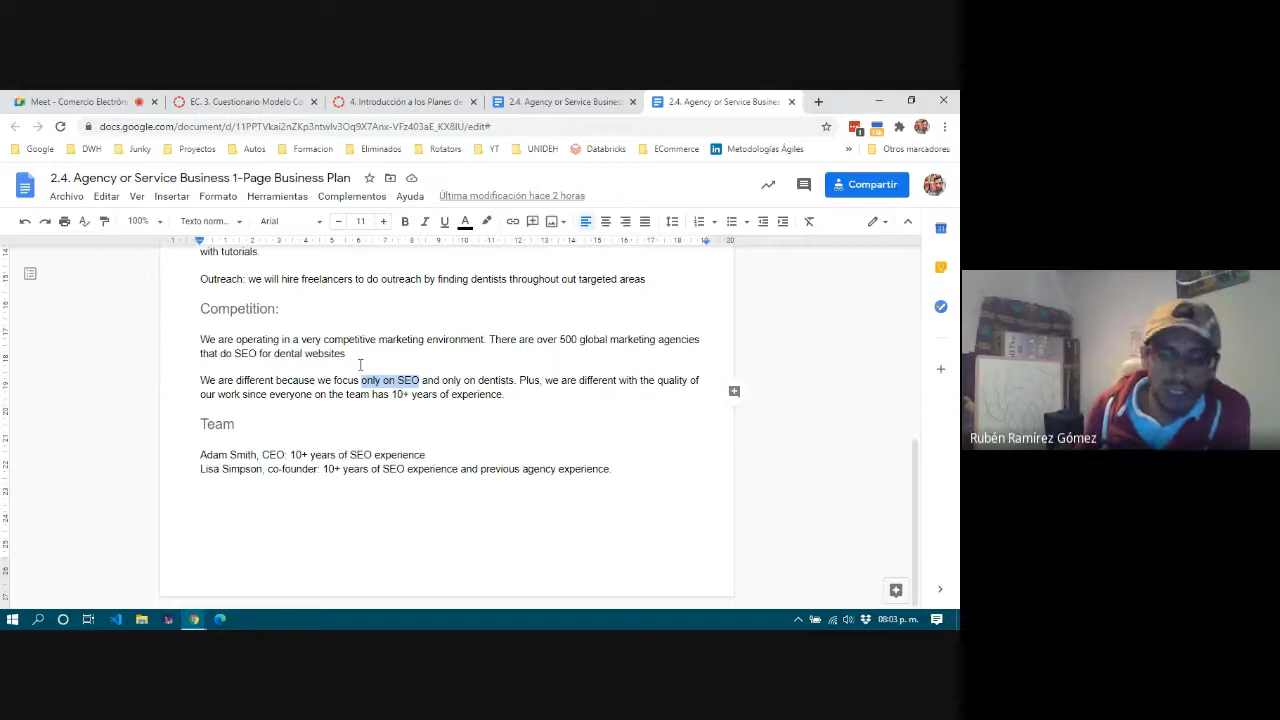 Meet - Comercio Electrón
EC. 3. Cuestionario Modelo Co
4. Introducción a los Planes de
2.4. Agency or Service Business
2.4. Agency or Service Busines
docs.google.com/document/d/11PPTVkai2nZKp3ntwIv3Oq9X7Anx-VFz403aE_KX8IU/edit#
Google
DWH
Junky
Proyectos
Autos
Formacion
Eliminados
Rotators
YT
UNIDEH
Databricks
ECommerce
Metodologías Ágiles
Otros marcadores
2.4. Agency or Service Business 1-Page Business Plan
Archivo Editar Ver Insertar Formato Herramientas Complementos Ayuda Última modificación hace 2 horas
Compartir
100% Texto norm... Arial 11
with tutorials.
Outreach: we will hire freelancers to do outreach by finding dentists throughout out targeted areas
Competition:
We are operating in a very competitive marketing environment. There are over 500 global marketing agencies
that do SEO for dental websites
We are different because we focus only on SEO and only on dentists. Plus, we are different with the quality of
our work since everyone on the team has 10+ years of experience.
Team
Adam Smith, CEO: 10+ years of SEO experience
Lisa Simpson, co-founder: 10+ years of SEO experience and previous agency experience.
08:03 p. m.
Rubén Ramírez Gómez